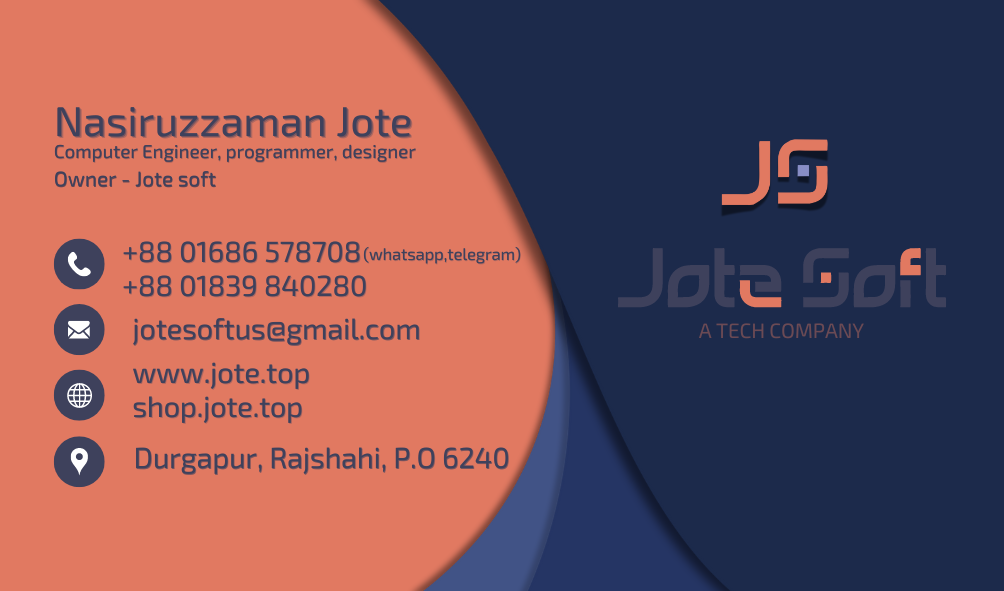 Nasiruzzaman Jote
Computer Engineer, programmer, designer
Owner - Jote soft
+88 01686 578708(whatsapp,telegram)
+88 01839 840280
jotesoftus@gmail.com
www.jote.top
shop.jote.top
Durgapur, Rajshahi, P.O 6240
JS
Jote Soft
A TECH COMPANY